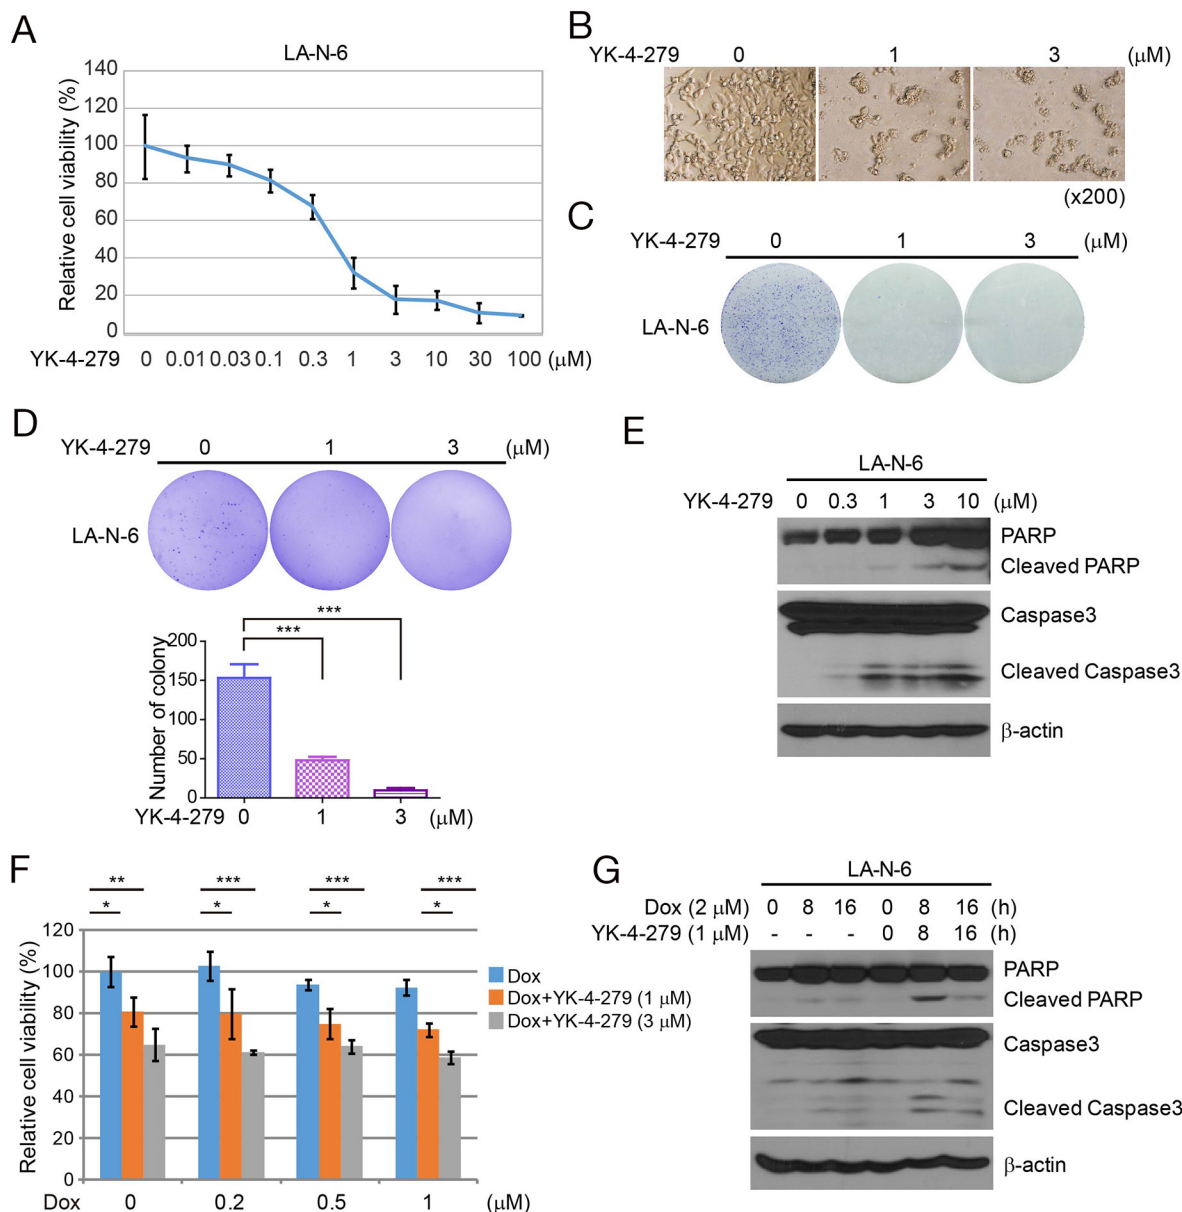 A
LA-N-6
Relative cell viability (%)
140
120
100
80
60
40
20
0
YK-4-279 0 0.01 0.03 0.1 0.3 1 3 10 30 100 (μM)
B
YK-4-279 0 1 3 (μM)
(x200)
C
YK-4-279 0 1 3 (μM)
LA-N-6
D
YK-4-279 0 1 3 (μM)
LA-N-6
***
***
Number of colony
200
150
100
50
0
YK-4-279 0 1 3 (μM)
E
LA-N-6
YK-4-279 0 0.3 1 3 10 (μM)
PARP
Cleaved PARP
Caspase3
Cleaved Caspase3
β-actin
F
** *** *** ***
* * * *
Relative cell viability (%)
120
100
80
60
40
20
0
Dox 0 0.2 0.5 1 (μM)
Dox
Dox+YK-4-279 (1 μM)
Dox+YK-4-279 (3 μM)
G
LA-N-6
Dox (2 μM) 0 8 16 0 8 16 (h)
YK-4-279 (1 μM) - - - 0 8 16 (h)
PARP
Cleaved PARP
Caspase3
Cleaved Caspase3
β-actin